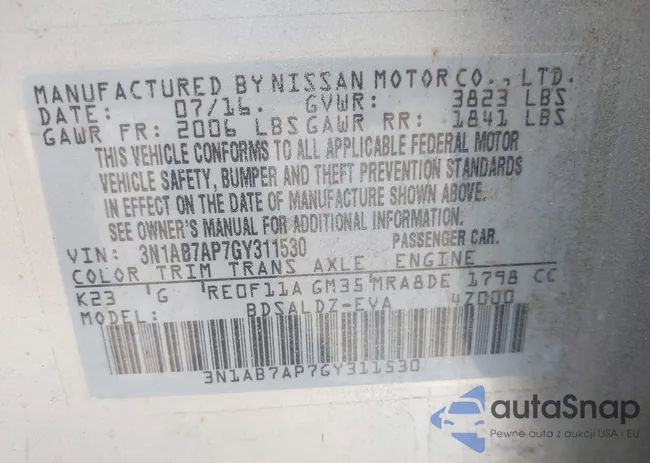 MANUFACTURED BY NISSAN MOTOR CO., LTD.
DATE: 07/16. GVWR: 3823 LBS
GAWR FR: 2006 LBS GAWR RR: 1841 LBS
THIS VEHICLE CONFORMS TO ALL APPLICABLE FEDERAL MOTOR
VEHICLE SAFETY, BUMPER AND THEFT PREVENTION STANDARDS
IN EFFECT ON THE DATE OF MANUFACTURE SHOWN ABOVE.
SEE OWNER'S MANUAL FOR ADDITIONAL INFORMATION.
VIN: 3N1AB7AP7GY311530 PASSENGER CAR.
COLOR TRIM TRANS AXLE ENGINE
K23 G RE0F11A GM35 MRA8DE 1798 CC
MODEL: BDSALDZ-EVA 4Z000
3N1AB7AP7GY311530
autaSnap
Pewne auta z aukcji USA i EU